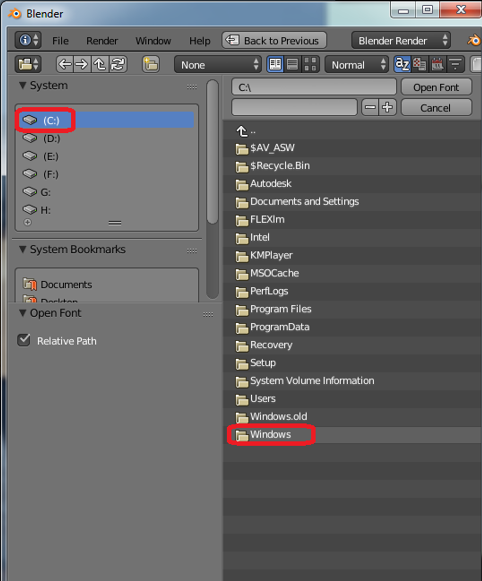 Blender
File Render Window Help Back to Previous Blender Render
None Normal
System
(C:)
(D:)
(E:)
(F:)
G:
H:
System Bookmarks
Documents
Desktop
Open Font
Relative Path
C:\ Open Font
Cancel
..
$AV_ASW
$Recycle.Bin
Autodesk
Documents and Settings
FLEXlm
Intel
KMPlayer
MSOCache
PerfLogs
Program Files
ProgramData
Recovery
Setup
System Volume Information
Users
Windows.old
Windows